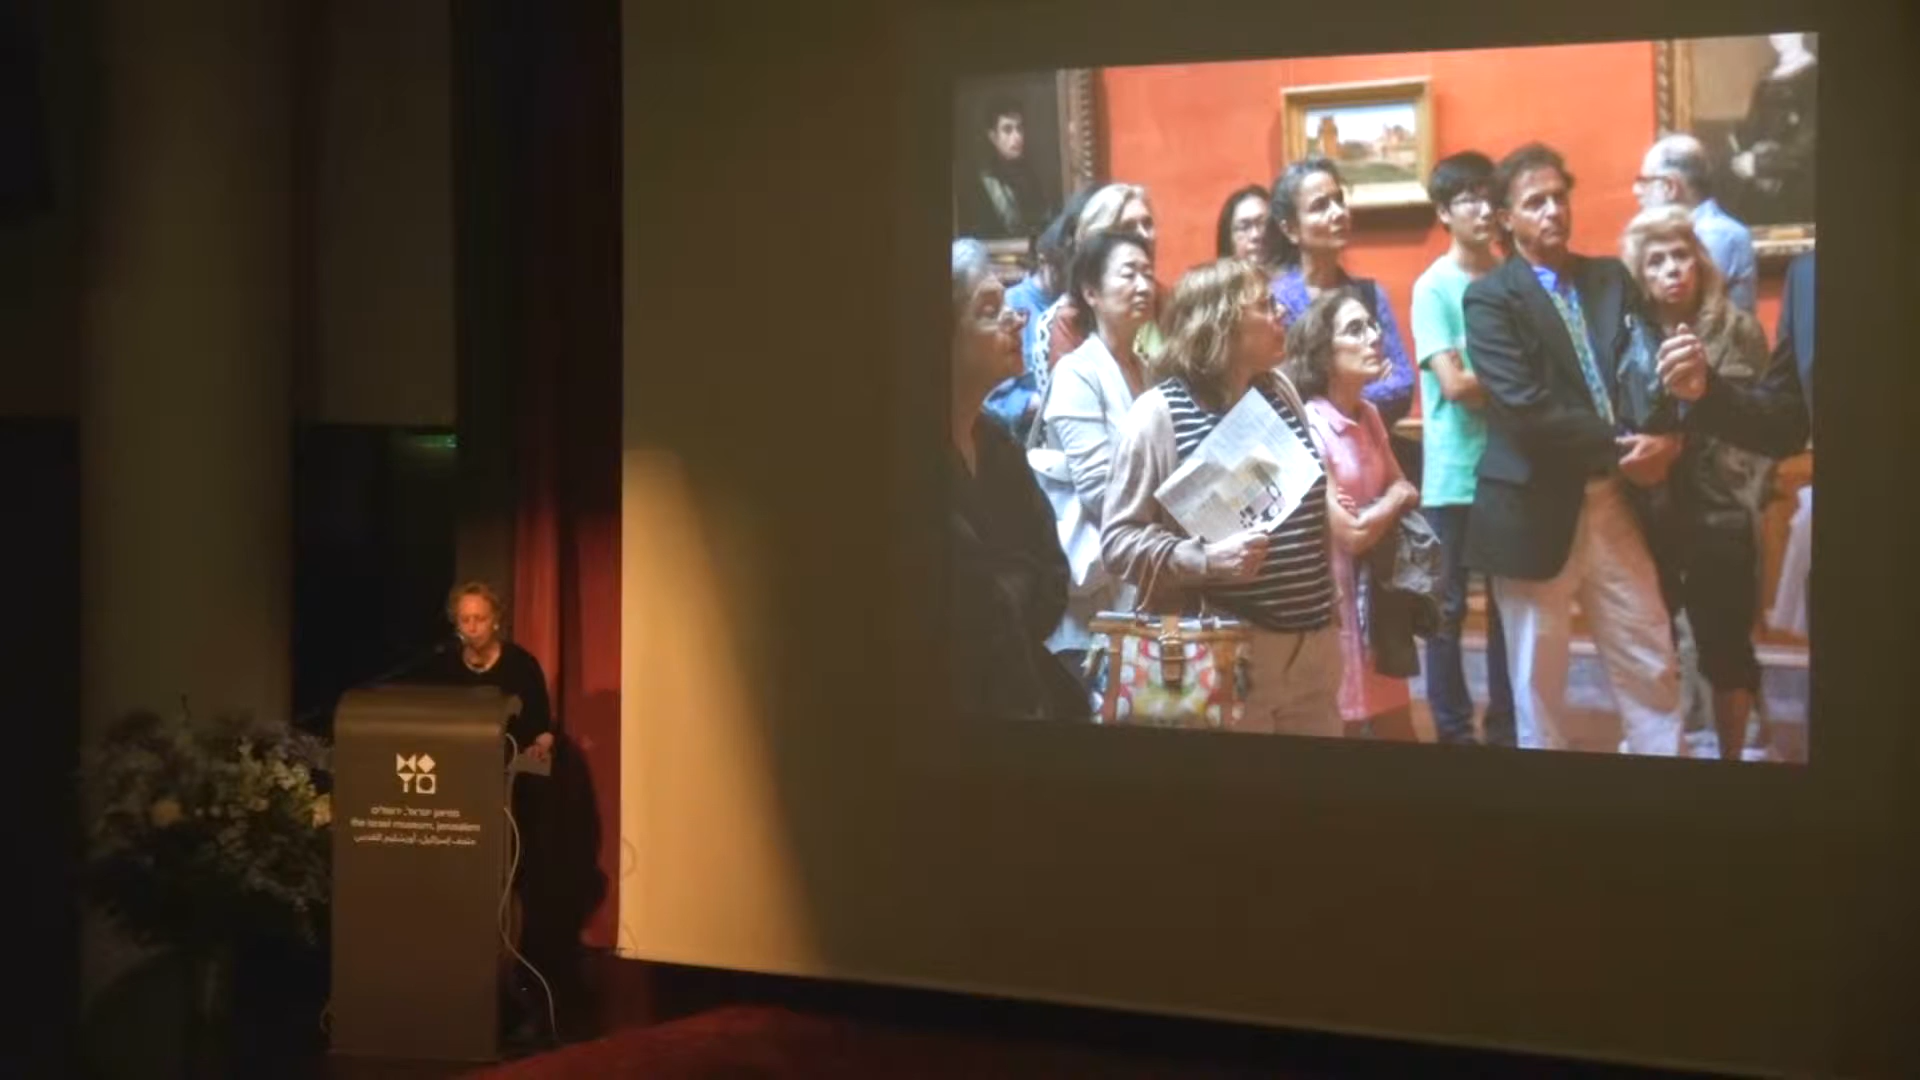 מוזיאון ישראל, ירושלים
the israel museum, jerusalem
متحف إسرائيل، أورشليم القدس